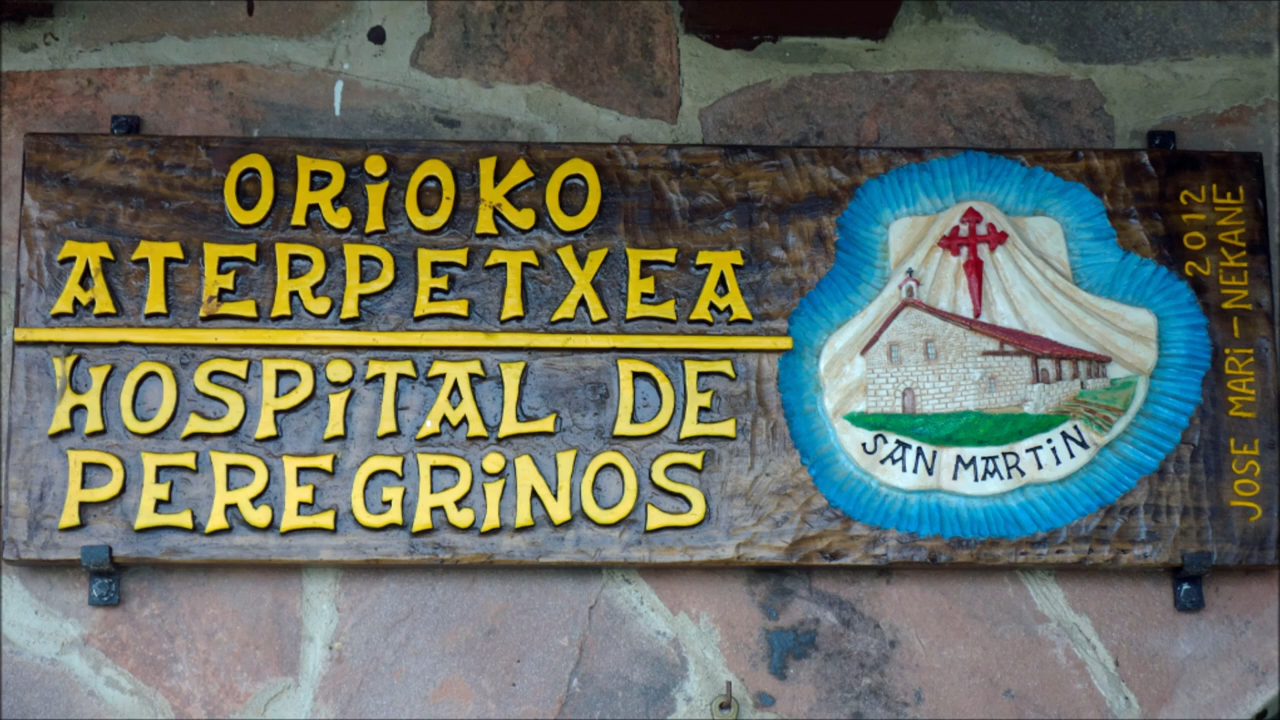 ORiOKO
ATERPETXEA
HOSPiTAL DE
PEREGRiNOS
SAN MARTiN
2012
JOSE MARi-NEKANE